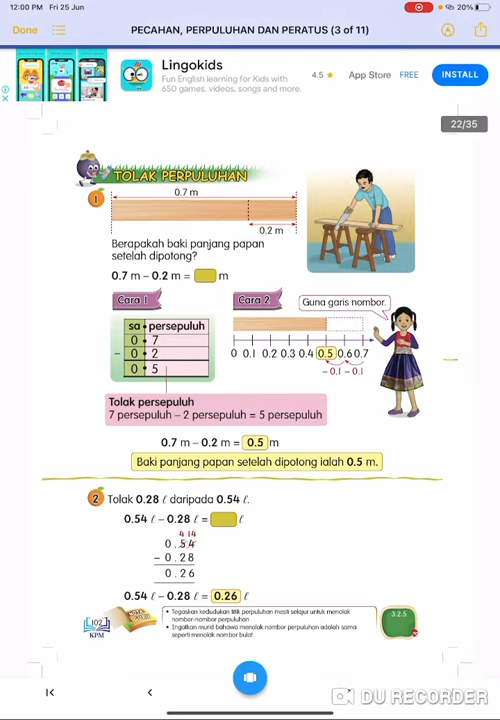 12:00 PM Fri 25 Jun
20%
Done
PECAHAN, PERPULUHAN DAN PERATUS (3 of 11)
Lingokids
Fun English learning for Kids with
650 games, videos, songs and more.
4.5 ★ App Store FREE
INSTALL
22/35
TOLAK PERPULUHAN
1
0.7 m
0.2 m
Berapakah baki panjang papan
setelah dipotong?
0.7 m – 0.2 m = m
Cara 1
Cara 2
Guna garis nombor.
sa • persepuluh
0 • 7
– 0 • 2
0 • 5
0 0.1 0.2 0.3 0.4 0.5 0.6 0.7
– 0.1 – 0.1
Tolak persepuluh
7 persepuluh – 2 persepuluh = 5 persepuluh
0.7 m – 0.2 m = 0.5 m
Baki panjang papan setelah dipotong ialah 0.5 m.
2 Tolak 0.28 ℓ daripada 0.54 ℓ.
0.54 ℓ – 0.28 ℓ = ℓ
4 14
0 . 5 4
– 0 . 2 8
0 . 2 6
0.54 ℓ – 0.28 ℓ = 0.26 ℓ
102
KPM
• Tegaskan kedudukan titik perpuluhan mesti selajur untuk menolak
nombor-nombor perpuluhan.
• Ingatkan murid bahawa menolak nombor perpuluhan adalah sama
seperti menolak nombor bulat.
3.2.5
DU RECORDER